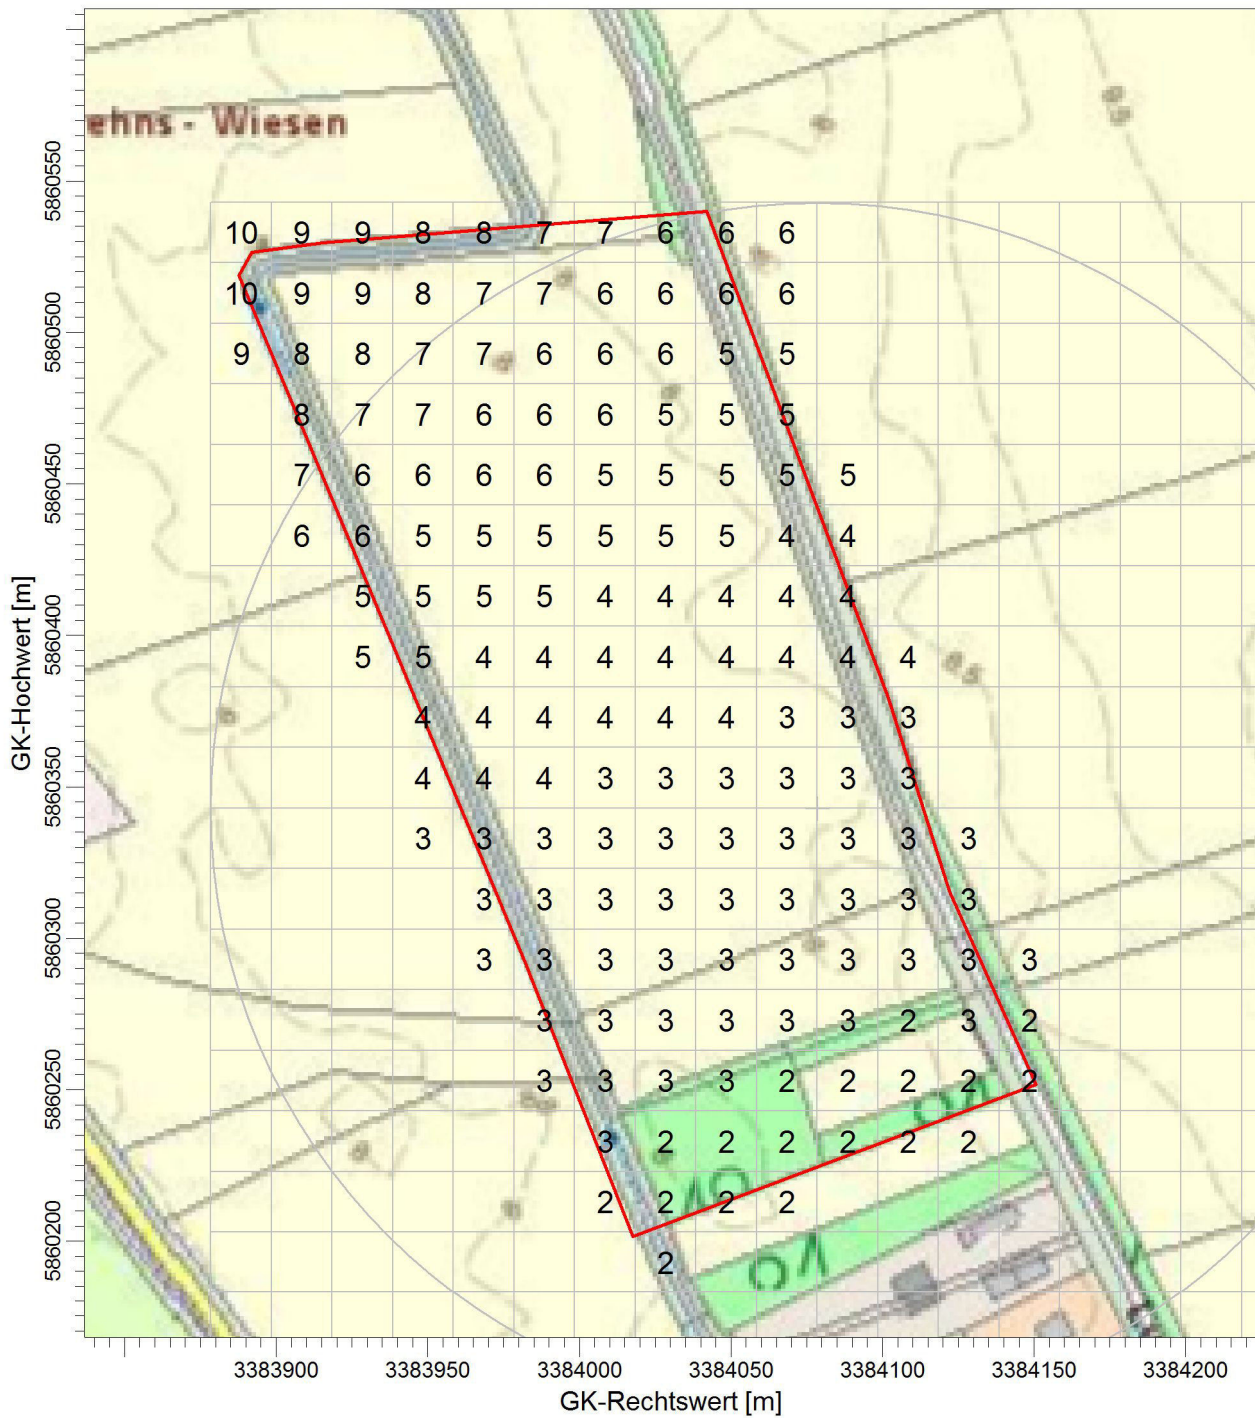 ehns - Wiesen
9.5
8
10 9 9 8 8 7 7 6 6 6
10 9 9 8 7 7 6 6 6 6
9 8 8 7 7 6 6 6 5 5
8 7 7 6 6 6 5 5 5
7 6 6 6 6 5 5 5 5 5
6 6 5 5 5 5 5 5 4 4
5 5 5 5 4 4 4 4 4
5 5 4 4 4 4 4 4 4 4
8.5
4 4 4 4 4 4 3 3 3
4 4 4 3 3 3 3 3 3
3 3 3 3 3 3 3 3 3 3
3 3 3 3 3 3 3 3 3
3 3 3 3 3 3 3 3 3 3
3 3 3 3 3 3 2 3 2
3 3 3 3 2 2 2 2 2
3 2 2 2 2 2 2
2 2 2 2
2
5860550
5860500
5860450
5860400
5860350
5860300
5860250
5860200
GK-Hochwert [m]
3383900 3383950 3384000 3384050 3384100 3384150 3384200
GK-Rechtswert [m]